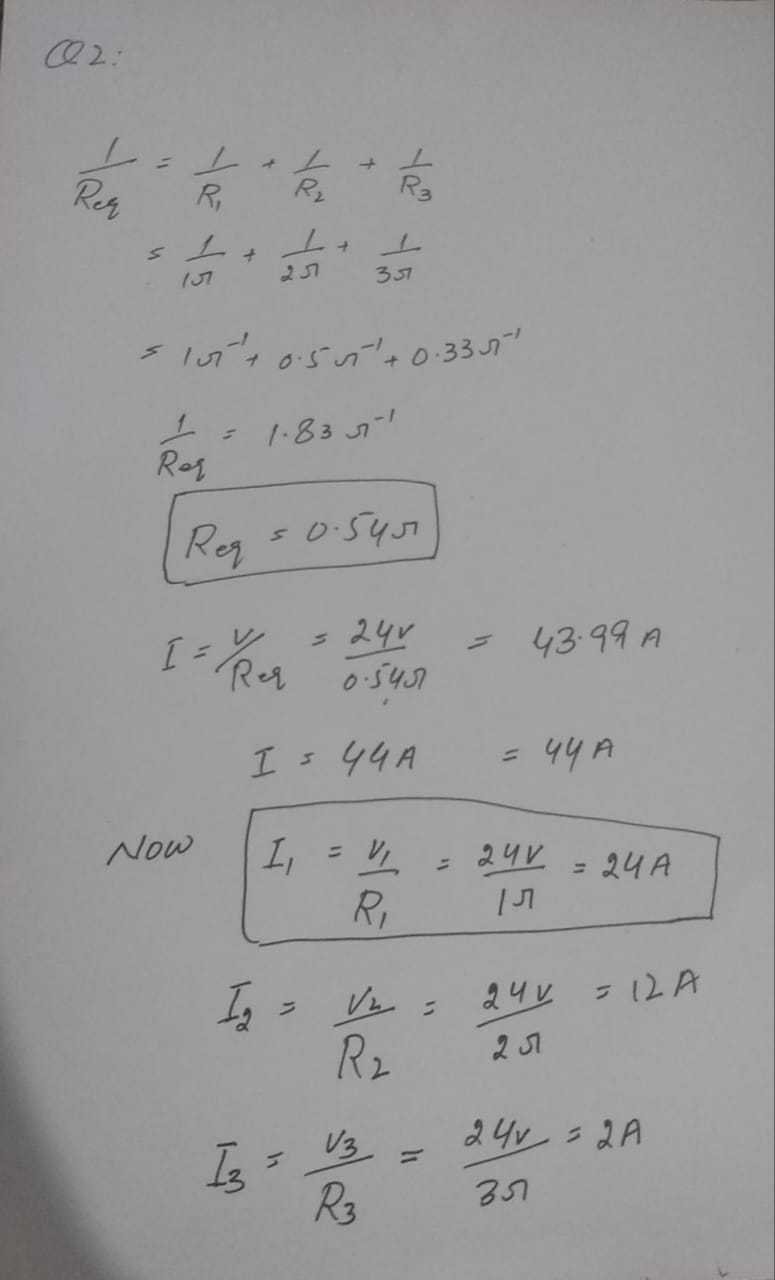 Q2:
1/Req = 1/R₁ + 1/R₂ + 1/R₃
= 1/1Ω + 1/2Ω + 1/3Ω
= 1Ω⁻¹ + 0.5Ω⁻¹ + 0.33Ω⁻¹
1/Req = 1.83Ω⁻¹
Req = 0.54Ω
I = V/Req = 24V/0.54Ω = 43.99 A
I = 44A = 44A
Now I₁ = V₁/R₁ = 24V/1Ω = 24A
I₂ = V₂/R₂ = 24V/2Ω = 12A
I₃ = V₃/R₃ = 24V/3Ω = 2A